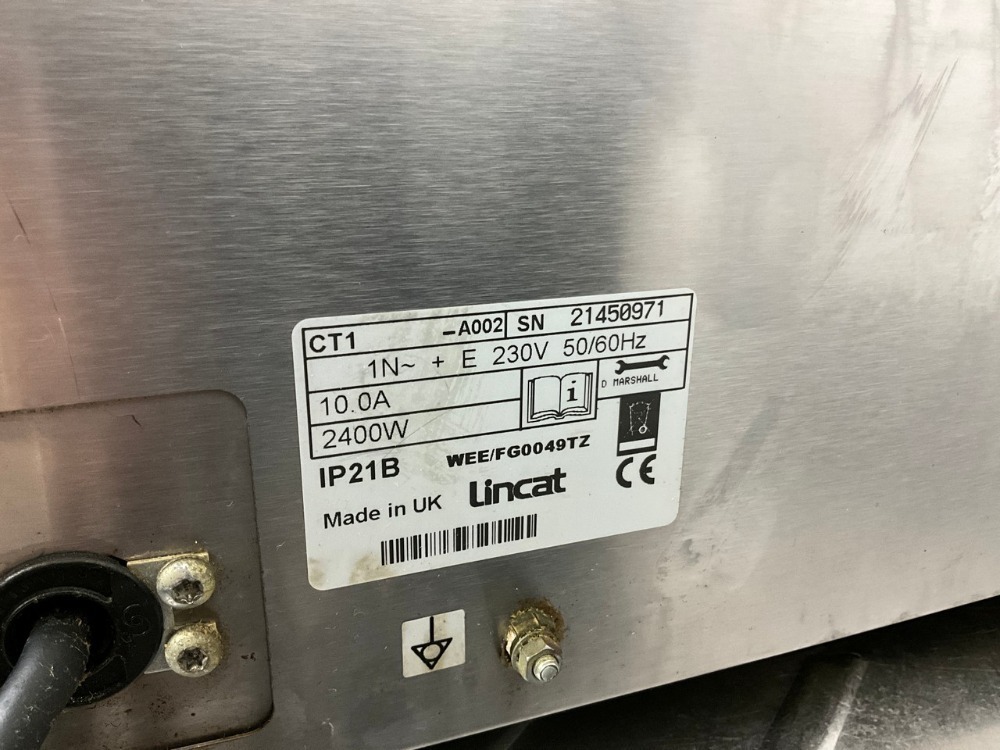 CT1 -A002 SN 21450971
1N~ + E 230V 50/60Hz
10.0A
i
D MARSHALL
2400W
IP21B WEE/FG0049TZ
CE
Made in UK Lincat